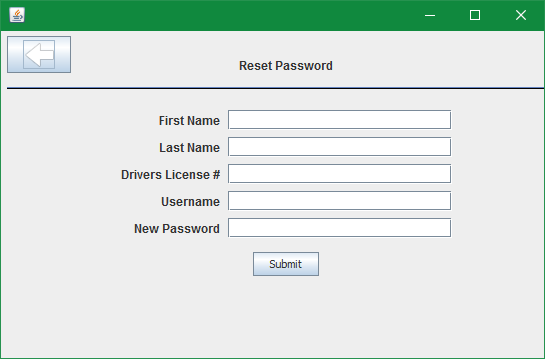 Reset Password
First Name
Last Name
Drivers License #
Username
New Password
Submit